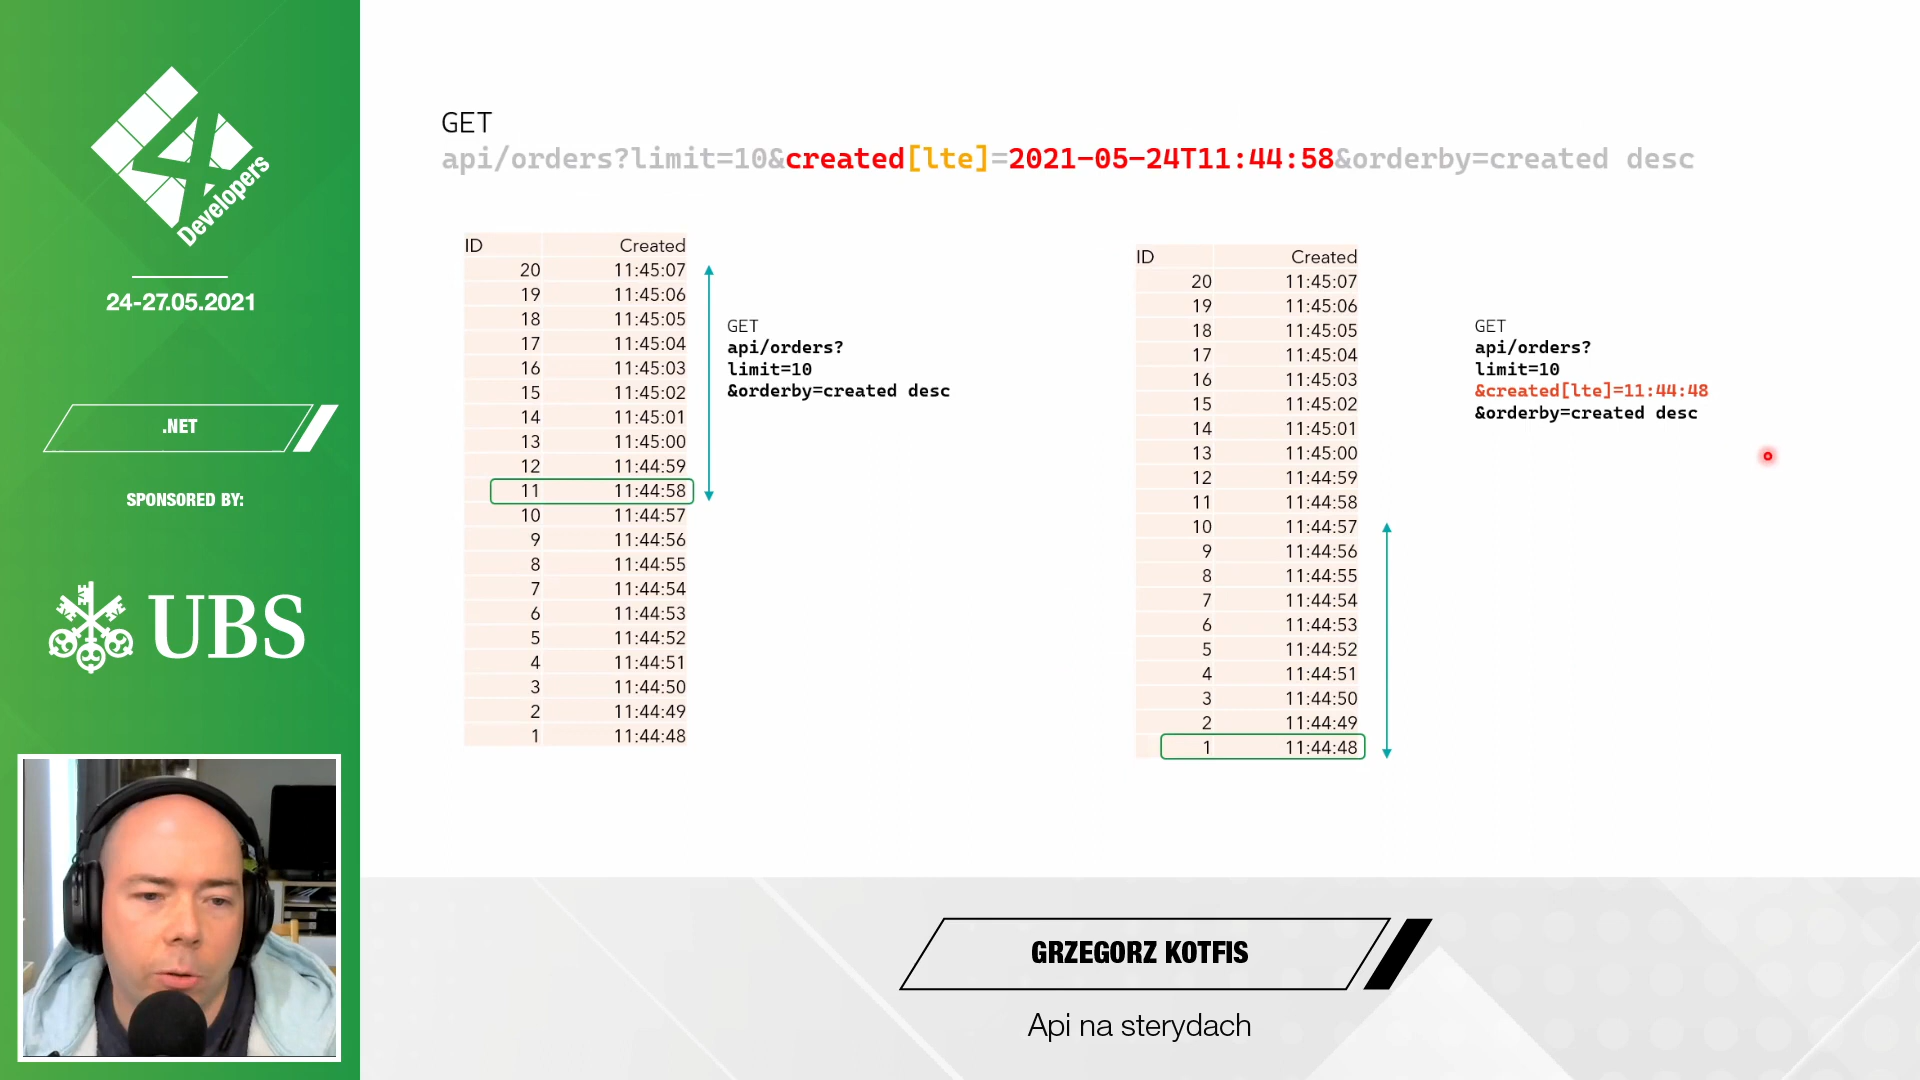 4
Developers
24-27.05.2021
.NET
SPONSORED BY:
UBS
GET
api/orders?limit=10&created[lte]=2021-05-24T11:44:58&orderby=created desc
ID Created
20 11:45:07
19 11:45:06
18 11:45:05
17 11:45:04
16 11:45:03
15 11:45:02
14 11:45:01
13 11:45:00
12 11:44:59
11 11:44:58
10 11:44:57
9 11:44:56
8 11:44:55
7 11:44:54
6 11:44:53
5 11:44:52
4 11:44:51
3 11:44:50
2 11:44:49
1 11:44:48
GET
api/orders?
limit=10
&orderby=created desc
ID Created
20 11:45:07
19 11:45:06
18 11:45:05
17 11:45:04
16 11:45:03
15 11:45:02
14 11:45:01
13 11:45:00
12 11:44:59
11 11:44:58
10 11:44:57
9 11:44:56
8 11:44:55
7 11:44:54
6 11:44:53
5 11:44:52
4 11:44:51
3 11:44:50
2 11:44:49
1 11:44:48
GET
api/orders?
limit=10
&created[lte]=11:44:48
&orderby=created desc
GRZEGORZ KOTFIS
Api na sterydach